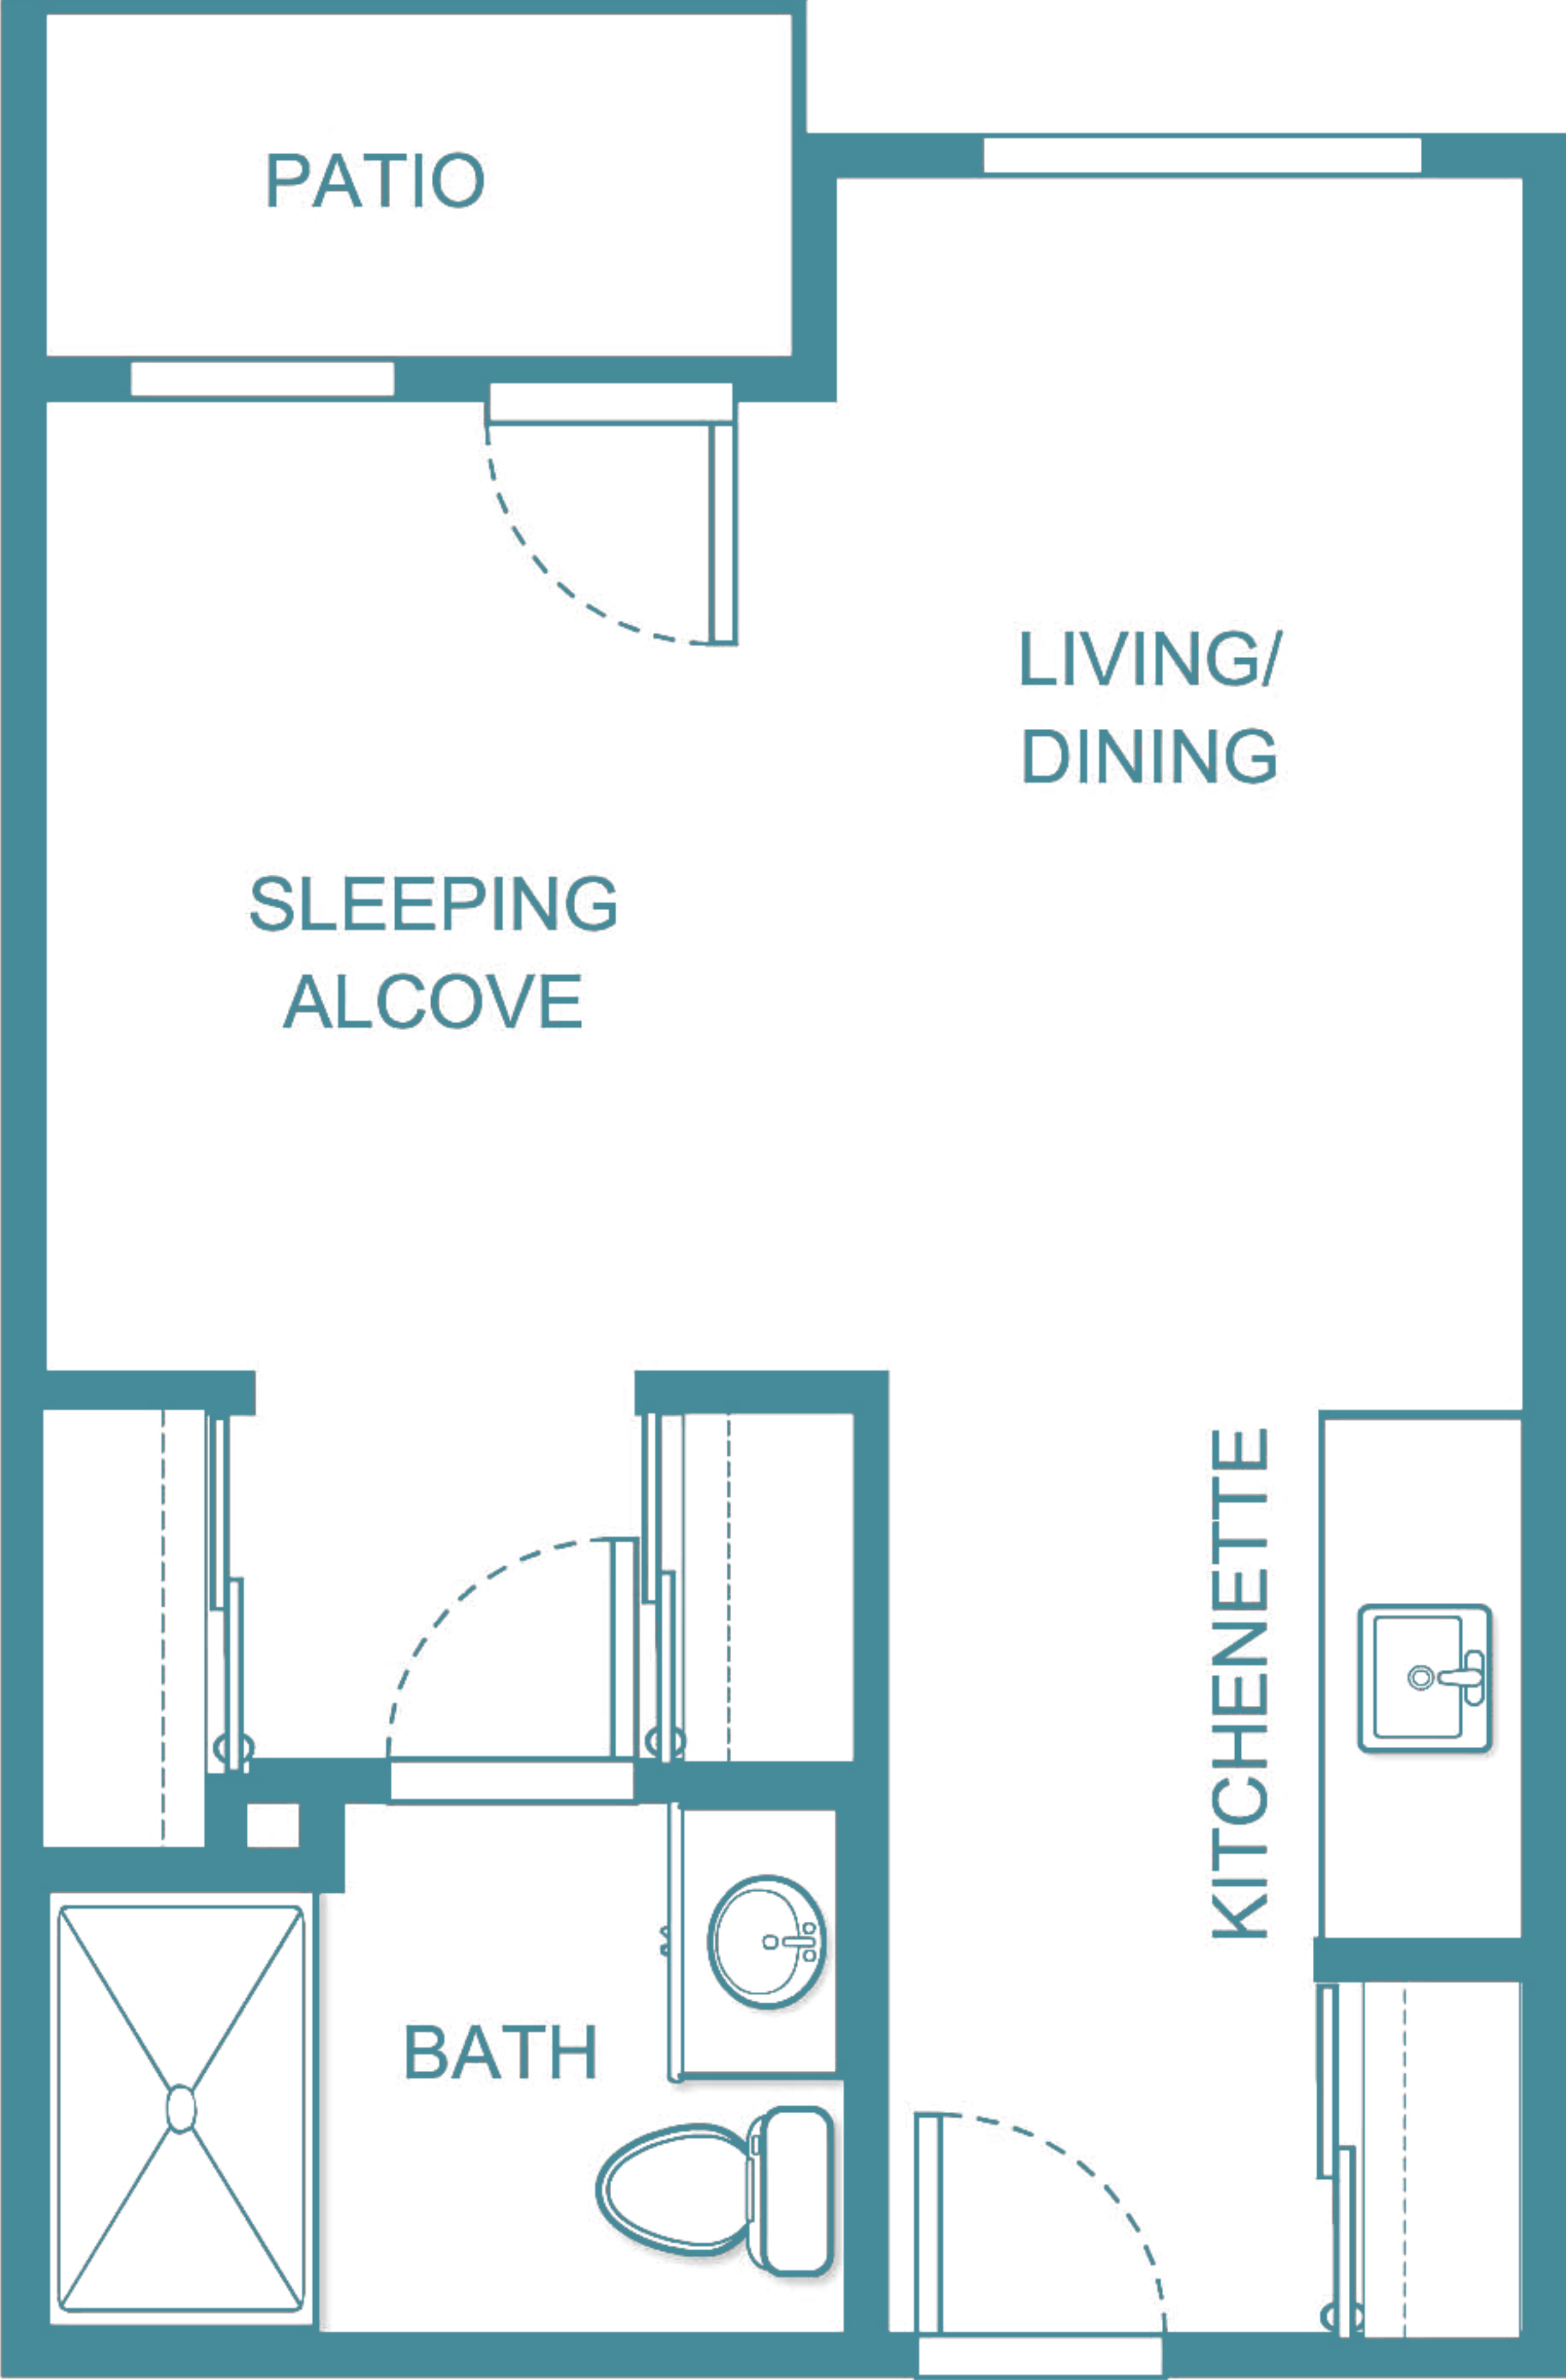 PATIO
LIVING/
DINING
SLEEPING
ALCOVE
KITCHENETTE
BATH